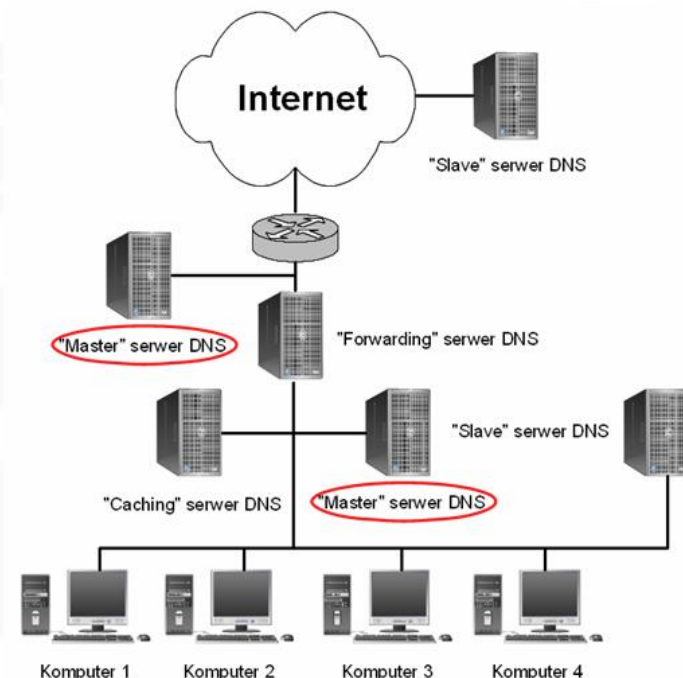 Internet
"Slave" serwer DNS
"Master" serwer DNS
"Forwarding" serwer DNS
"Slave" serwer DNS
"Caching" serwer DNS
"Master" serwer DNS
Komputer 1
Komputer 2
Komputer 3
Komputer 4